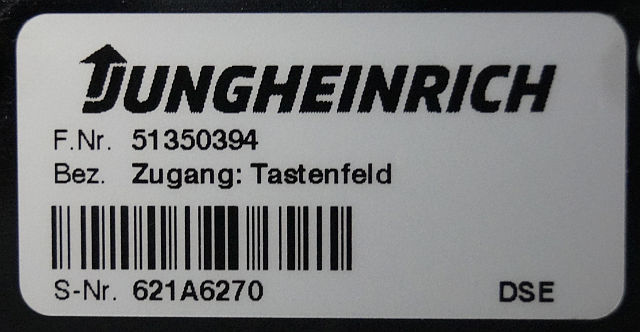 JUNGHEINRICH
F.Nr. 51350394
Bez. Zugang: Tastenfeld
S-Nr. 621A6270 DSE